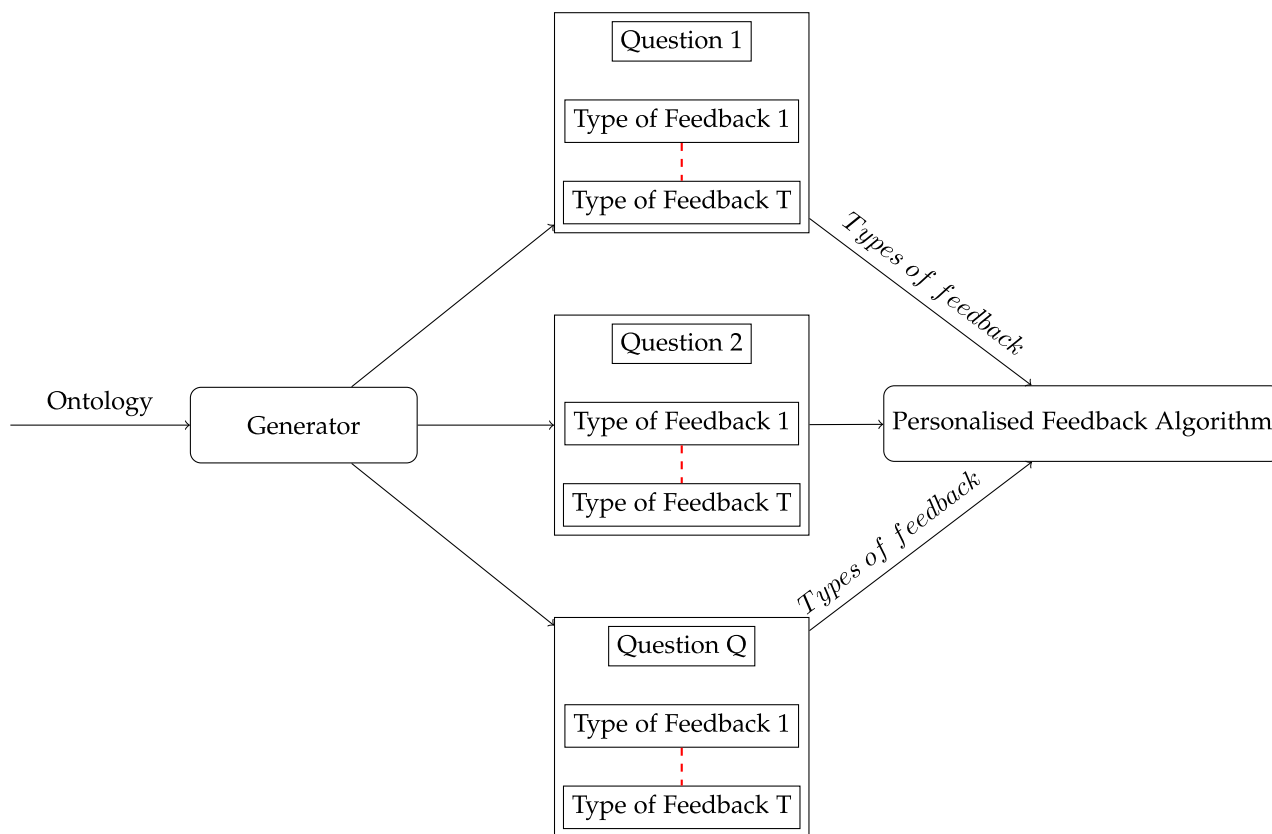 Question 1
Type of Feedback 1
Type of Feedback T
Types of feedback
Question 2
Ontology
Generator
Type of Feedback 1
Personalised Feedback Algorithm
Type of Feedback T
Types of feedback
Question Q
Type of Feedback 1
Type of Feedback T